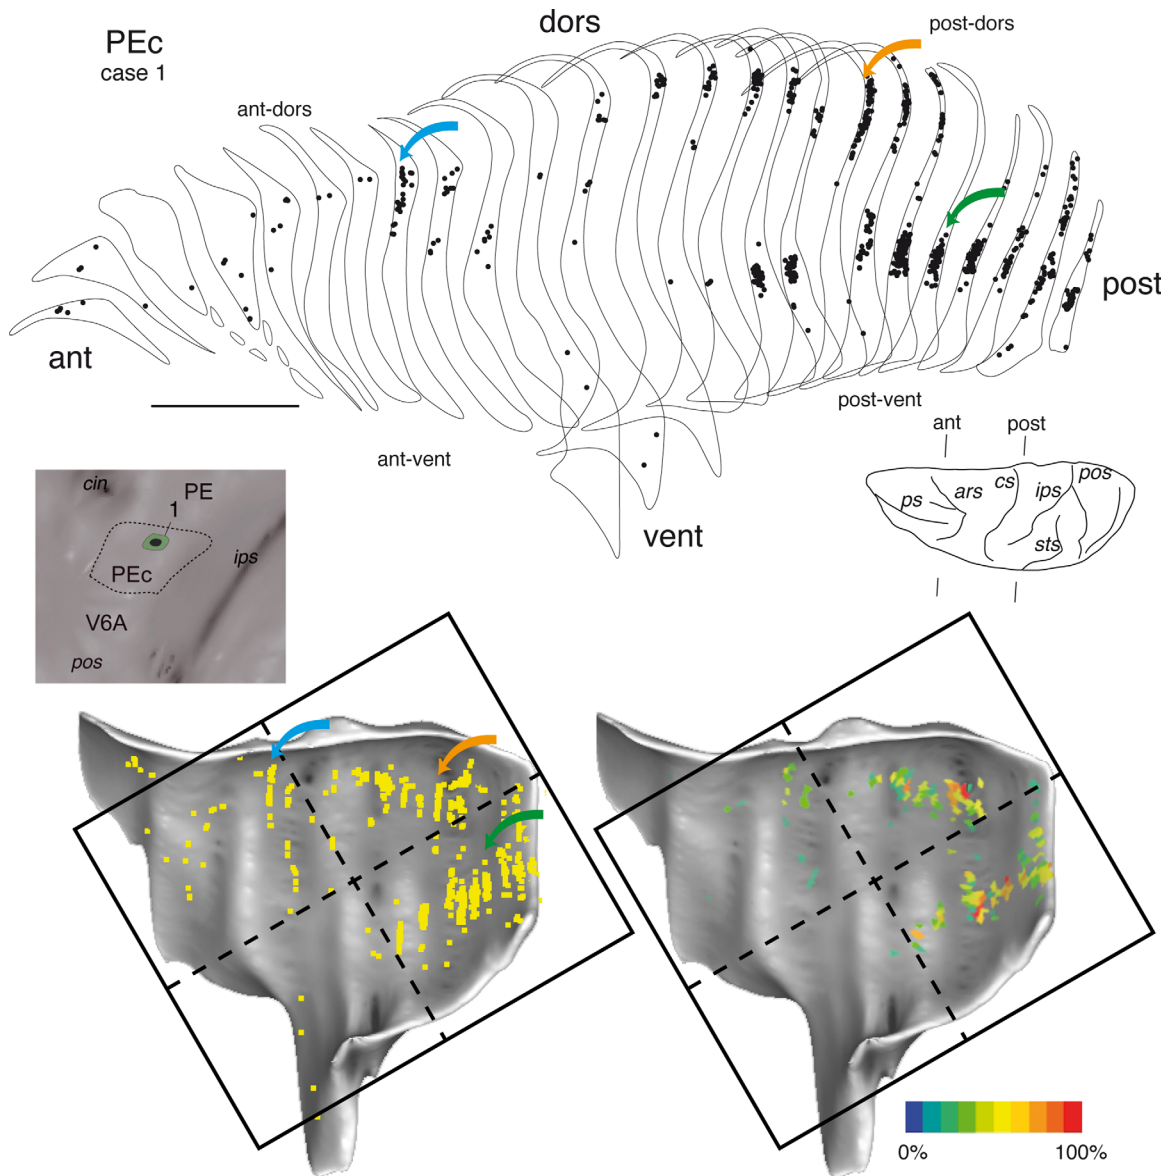 PEc
case 1
dors
post-dors
ant-dors
post
ant
post-vent
ant-vent
vent
ant
post
ps
ars
cs
ips
pos
sts
cin
PE
1
ips
PEc
V6A
pos
0%
100%